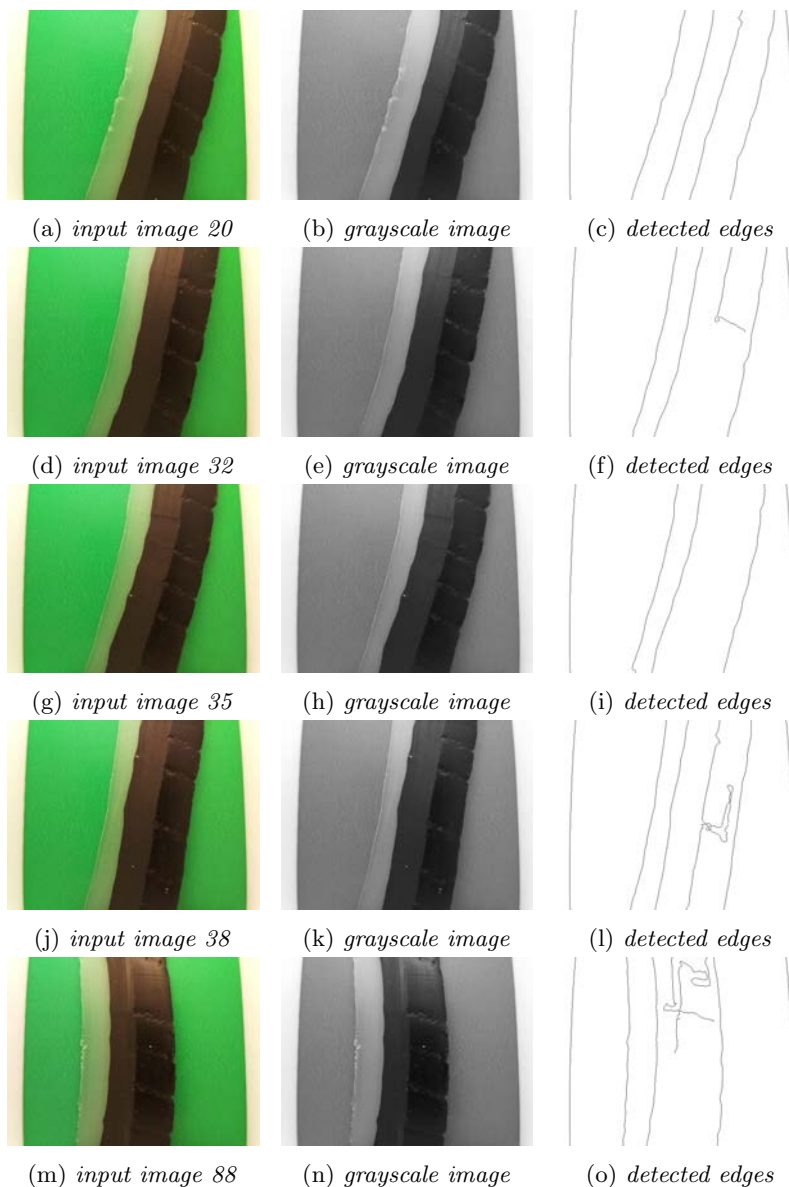 (a) input image 20 (b) grayscale image (c) detected edges
(d) input image 32 (e) grayscale image (f) detected edges
(g) input image 35 (h) grayscale image (i) detected edges
(j) input image 38 (k) grayscale image (l) detected edges
(m) input image 88 (n) grayscale image (o) detected edges